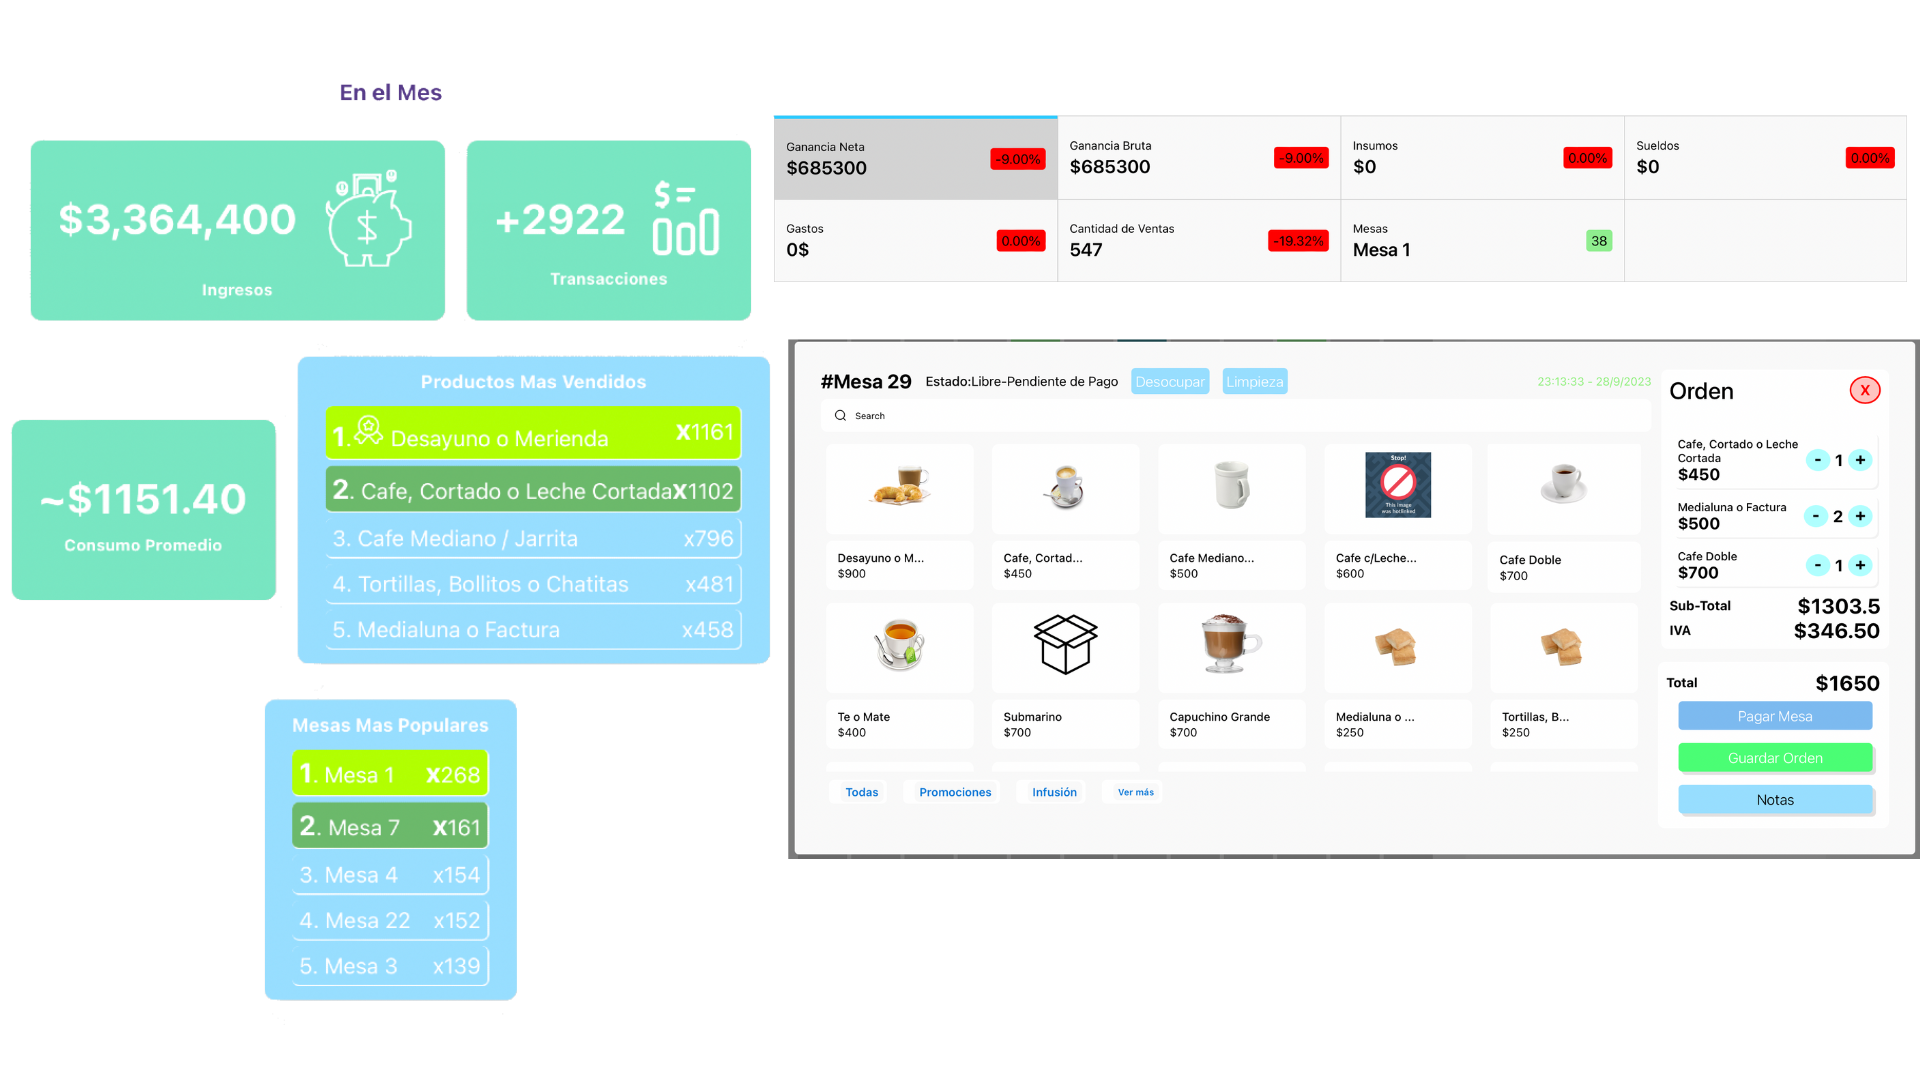 En el Mes
$3,364,400
Ingresos
+2922
$
Transacciones
~$1151.40
Consumo Promedio
Productos Mas Vendidos
1. Desayuno o Merienda X1161
2. Cafe, Cortado o Leche Cortada X1102
3. Cafe Mediano / Jarrita x796
4. Tortillas, Bollitos o Chatitas x481
5. Medialuna o Factura x458
Mesas Mas Populares
1. Mesa 1 X268
2. Mesa 7 X161
3. Mesa 4 x154
4. Mesa 22 x152
5. Mesa 3 x139
Ganancia Neta
$685300
-9.00%
Ganancia Bruta
$685300
-9.00%
Insumos
$0
0.00%
Sueldos
$0
0.00%
Gastos
0$
0.00%
Cantidad de Ventas
547
-19.32%
Mesas
Mesa 1
38
#Mesa 29 Estado:Libre-Pendiente de Pago Desocupar Limpieza 23:13:33 - 28/9/2023
Search
Desayuno o M...
$900
Cafe, Cortad...
$450
Cafe Mediano...
$500
Stop!
This image
was hotlinked
Cafe c/Leche...
$600
Cafe Doble
$700
Te o Mate
$400
Submarino
$700
Capuchino Grande
$700
Medialuna o ...
$250
Tortillas, B...
$250
Todas Promociones Infusión Ver más
Orden X
Cafe, Cortado o Leche
Cortada
$450
- 1 +
Medialuna o Factura
$500
- 2 +
Cafe Doble
$700
- 1 +
Sub-Total $1303.5
IVA $346.50
Total $1650
Pagar Mesa
Guardar Orden
Notas